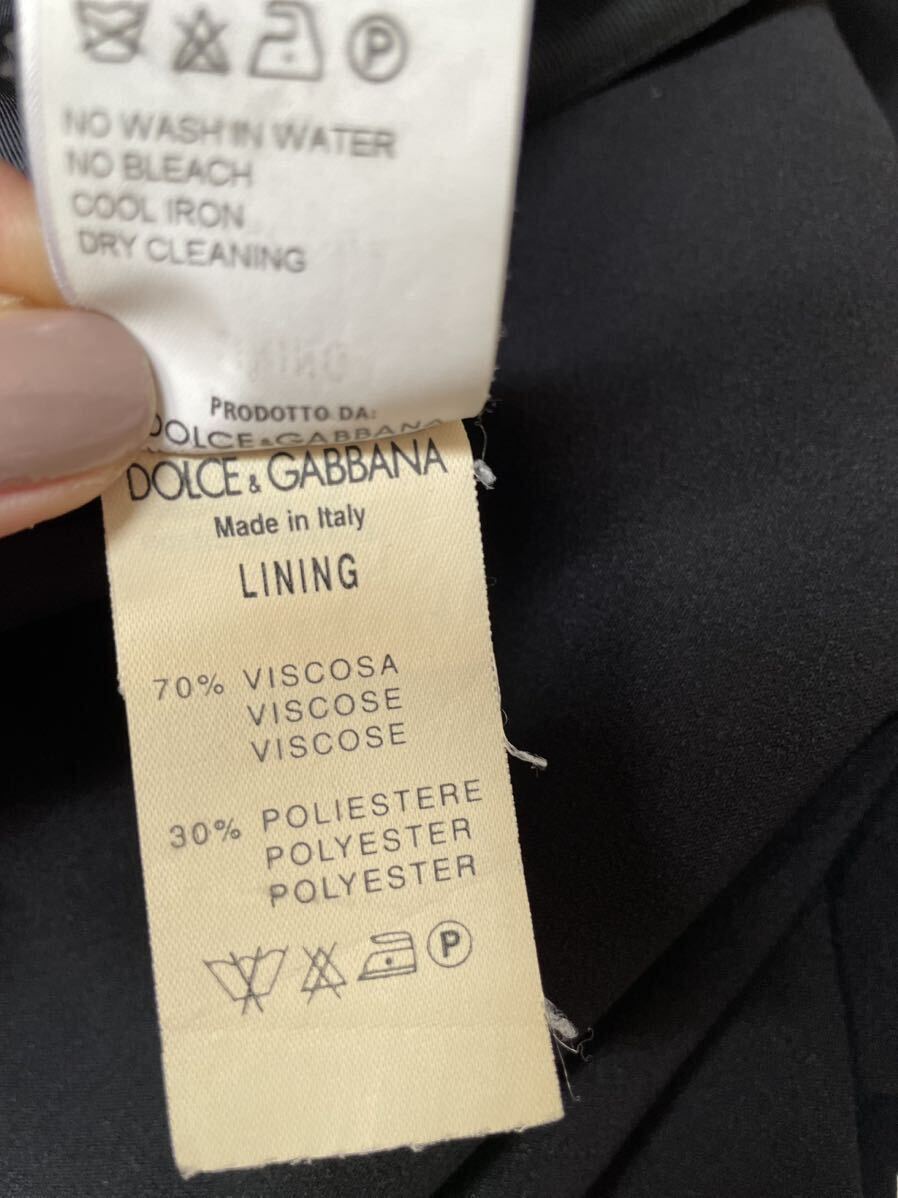 P
NO WASH IN WATER
NO BLEACH
COOL IRON
DRY CLEANING
PRODOTTO DA:
DOLCE & GABBANA
DOLCE & GABBANA
Made in Italy
LINING
70% VISCOSA
VISCOSE
VISCOSE
30% POLIESTERE
POLYESTER
POLYESTER
P